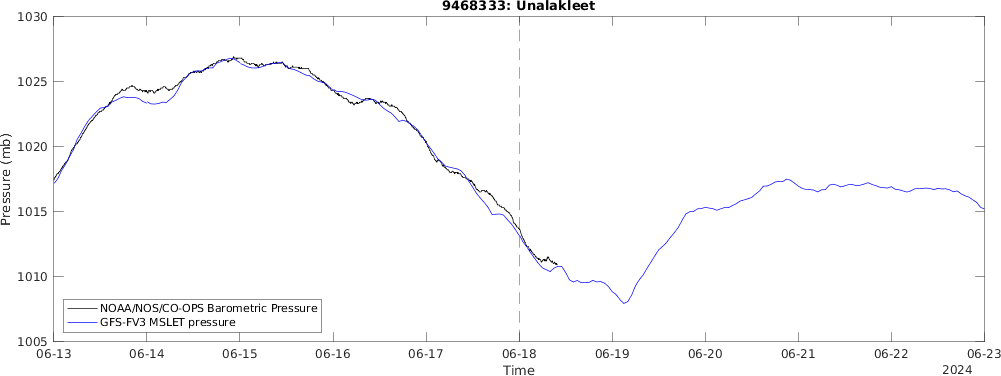 9468333: Unalakleet
Pressure (mb)
1030
1025
1020
1015
1010
1005
NOAA/NOS/CO-OPS Barometric Pressure
GFS-FV3 MSLET pressure
06-13 06-14 06-15 06-16 06-17 06-18 06-19 06-20 06-21 06-22 06-23
Time
2024